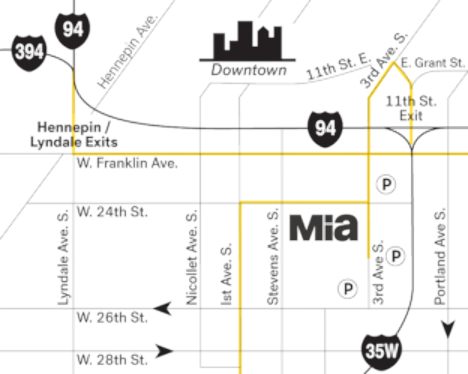 94
394
Hennepin Ave.
Downtown
11th St. E.
3rd Ave. S.
E. Grant St.
11th St.
Exit
Hennepin /
Lyndale Exits
94
W. Franklin Ave.
P
W. 24th St.
Mia
Lyndale Ave. S.
Nicollet Ave. S.
1st Ave. S.
Stevens Ave. S.
3rd Ave. S.
Portland Ave. S.
P
P
W. 26th St.
W. 28th St.
35W